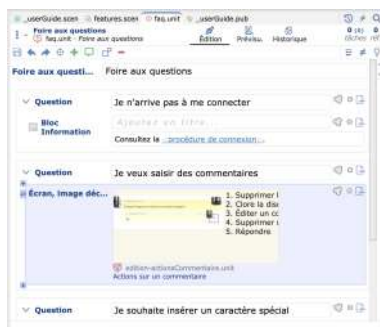 _userGuide.scen
features.scen
faq.unit
_userGuide.pub
Foire aux questions
faq.unit - Foire aux questions
Édition
Prévisu.
Historique
tâches
Foire aux questi...
Foire aux questions
Question
Je n'arrive pas à me connecter
Bloc Information
Ajoutez un titre...
Consultez la ...procédure de connexion...
Question
Je veux saisir des commentaires
Écran, Image déc...
1. Supprimer l
2. Clore la dis
3. Éditer un co
4. Supprimer
5. Répondre
edition-actionsCommentaire.unit
Actions sur un commentaire
Question
Je souhaite insérer un caractère spécial